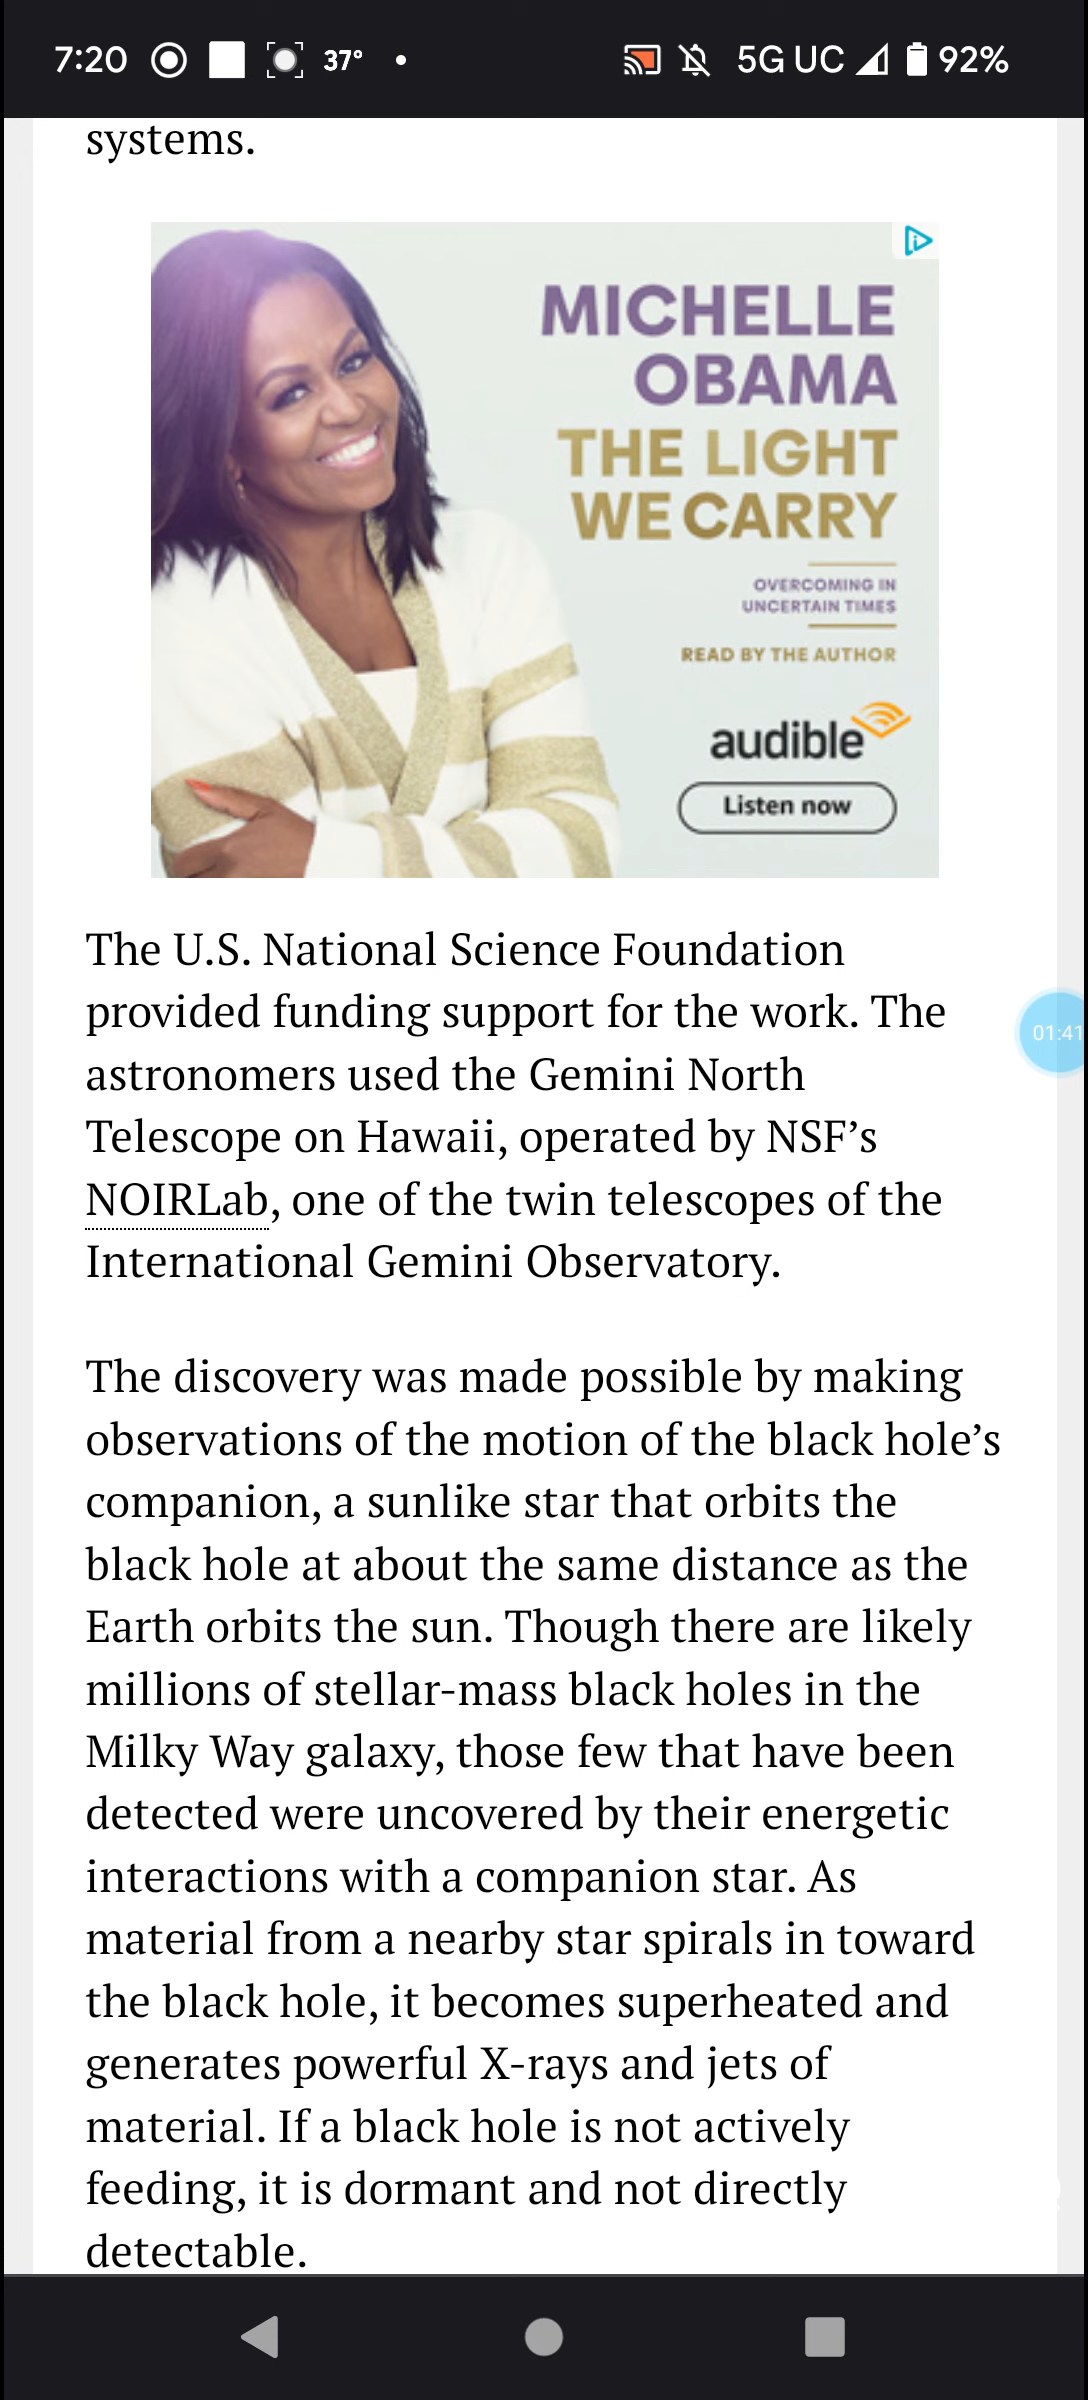 7:20 37° 5G UC 92%
systems.
MICHELLE
OBAMA
THE LIGHT
WE CARRY
OVERCOMING IN
UNCERTAIN TIMES
READ BY THE AUTHOR
audible
Listen now
The U.S. National Science Foundation
provided funding support for the work. The
01:41
astronomers used the Gemini North
Telescope on Hawaii, operated by NSF’s
NOIRLab, one of the twin telescopes of the
International Gemini Observatory.
The discovery was made possible by making
observations of the motion of the black hole’s
companion, a sunlike star that orbits the
black hole at about the same distance as the
Earth orbits the sun. Though there are likely
millions of stellar-mass black holes in the
Milky Way galaxy, those few that have been
detected were uncovered by their energetic
interactions with a companion star. As
material from a nearby star spirals in toward
the black hole, it becomes superheated and
generates powerful X-rays and jets of
material. If a black hole is not actively
feeding, it is dormant and not directly
detectable.